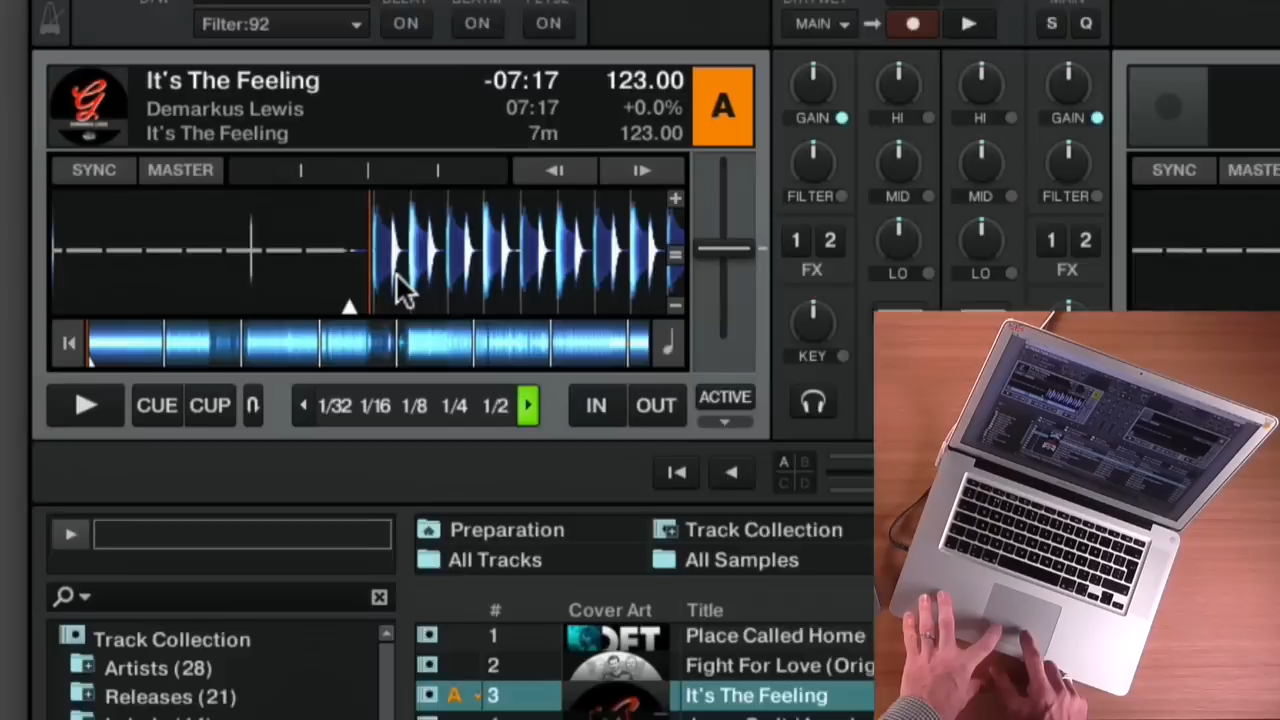 Filter:92
ON
ON
ON
MAIN
S Q
It's The Feeling
-07:17
123.00
Demarkus Lewis
07:17
+0.0%
It's The Feeling
7m
123.00
A
SYNC
MASTER
GAIN
HI
HI
GAIN
FILTER
MID
MID
FILTER
1 2
FX
LO
LO
1 2
FX
KEY
SYNC
MASTE
CUE
CUP
1/32 1/16 1/8 1/4 1/2
IN
OUT
ACTIVE
A B
C D
Preparation
Track Collection
All Tracks
All Samples
# Cover Art Title
Track Collection
Artists (28)
Releases (21)
1 Place Called Home
2 Fight For Love (Orig
A 3 It's The Feeling